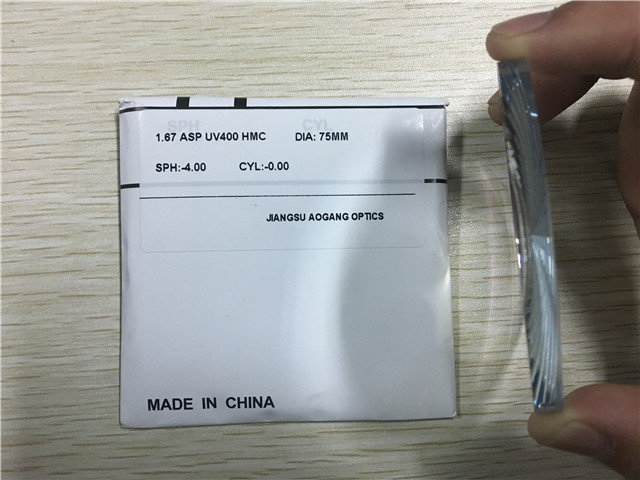 SPH CYL
1.67 ASP UV400 HMC DIA: 75MM
SPH:-4.00 CYL:-0.00
JIANGSU AOGANG OPTICS
MADE IN CHINA